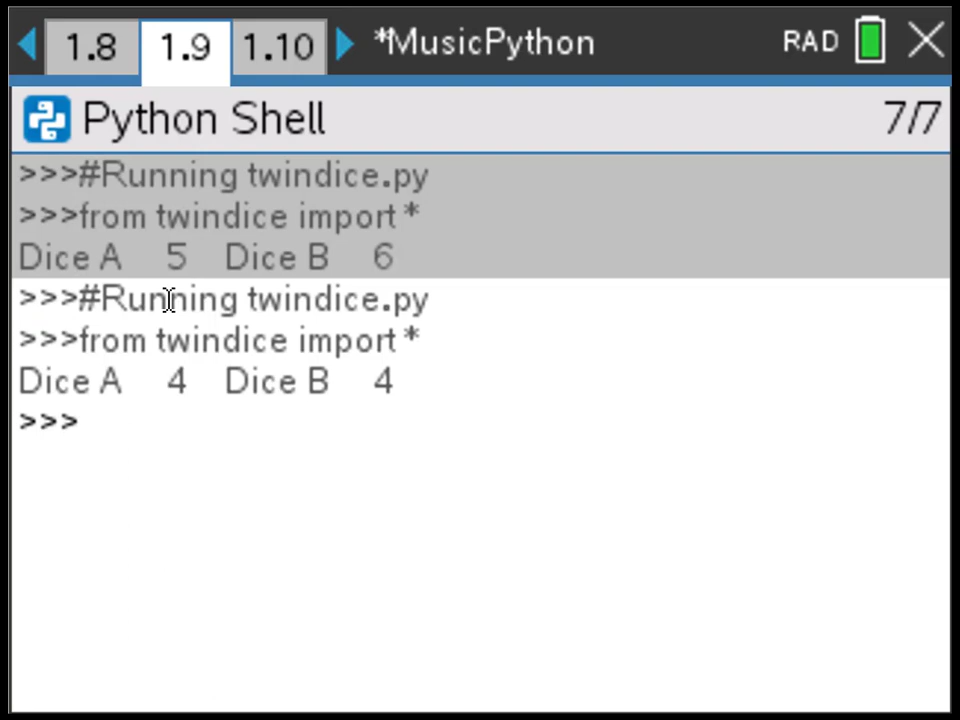 1.8 1.9 1.10 *MusicPython RAD
Python Shell 7/7
>>>#Running twindice.py
>>>from twindice import *
Dice A 5 Dice B 6
>>>#Running twindice.py
>>>from twindice import *
Dice A 4 Dice B 4
>>>